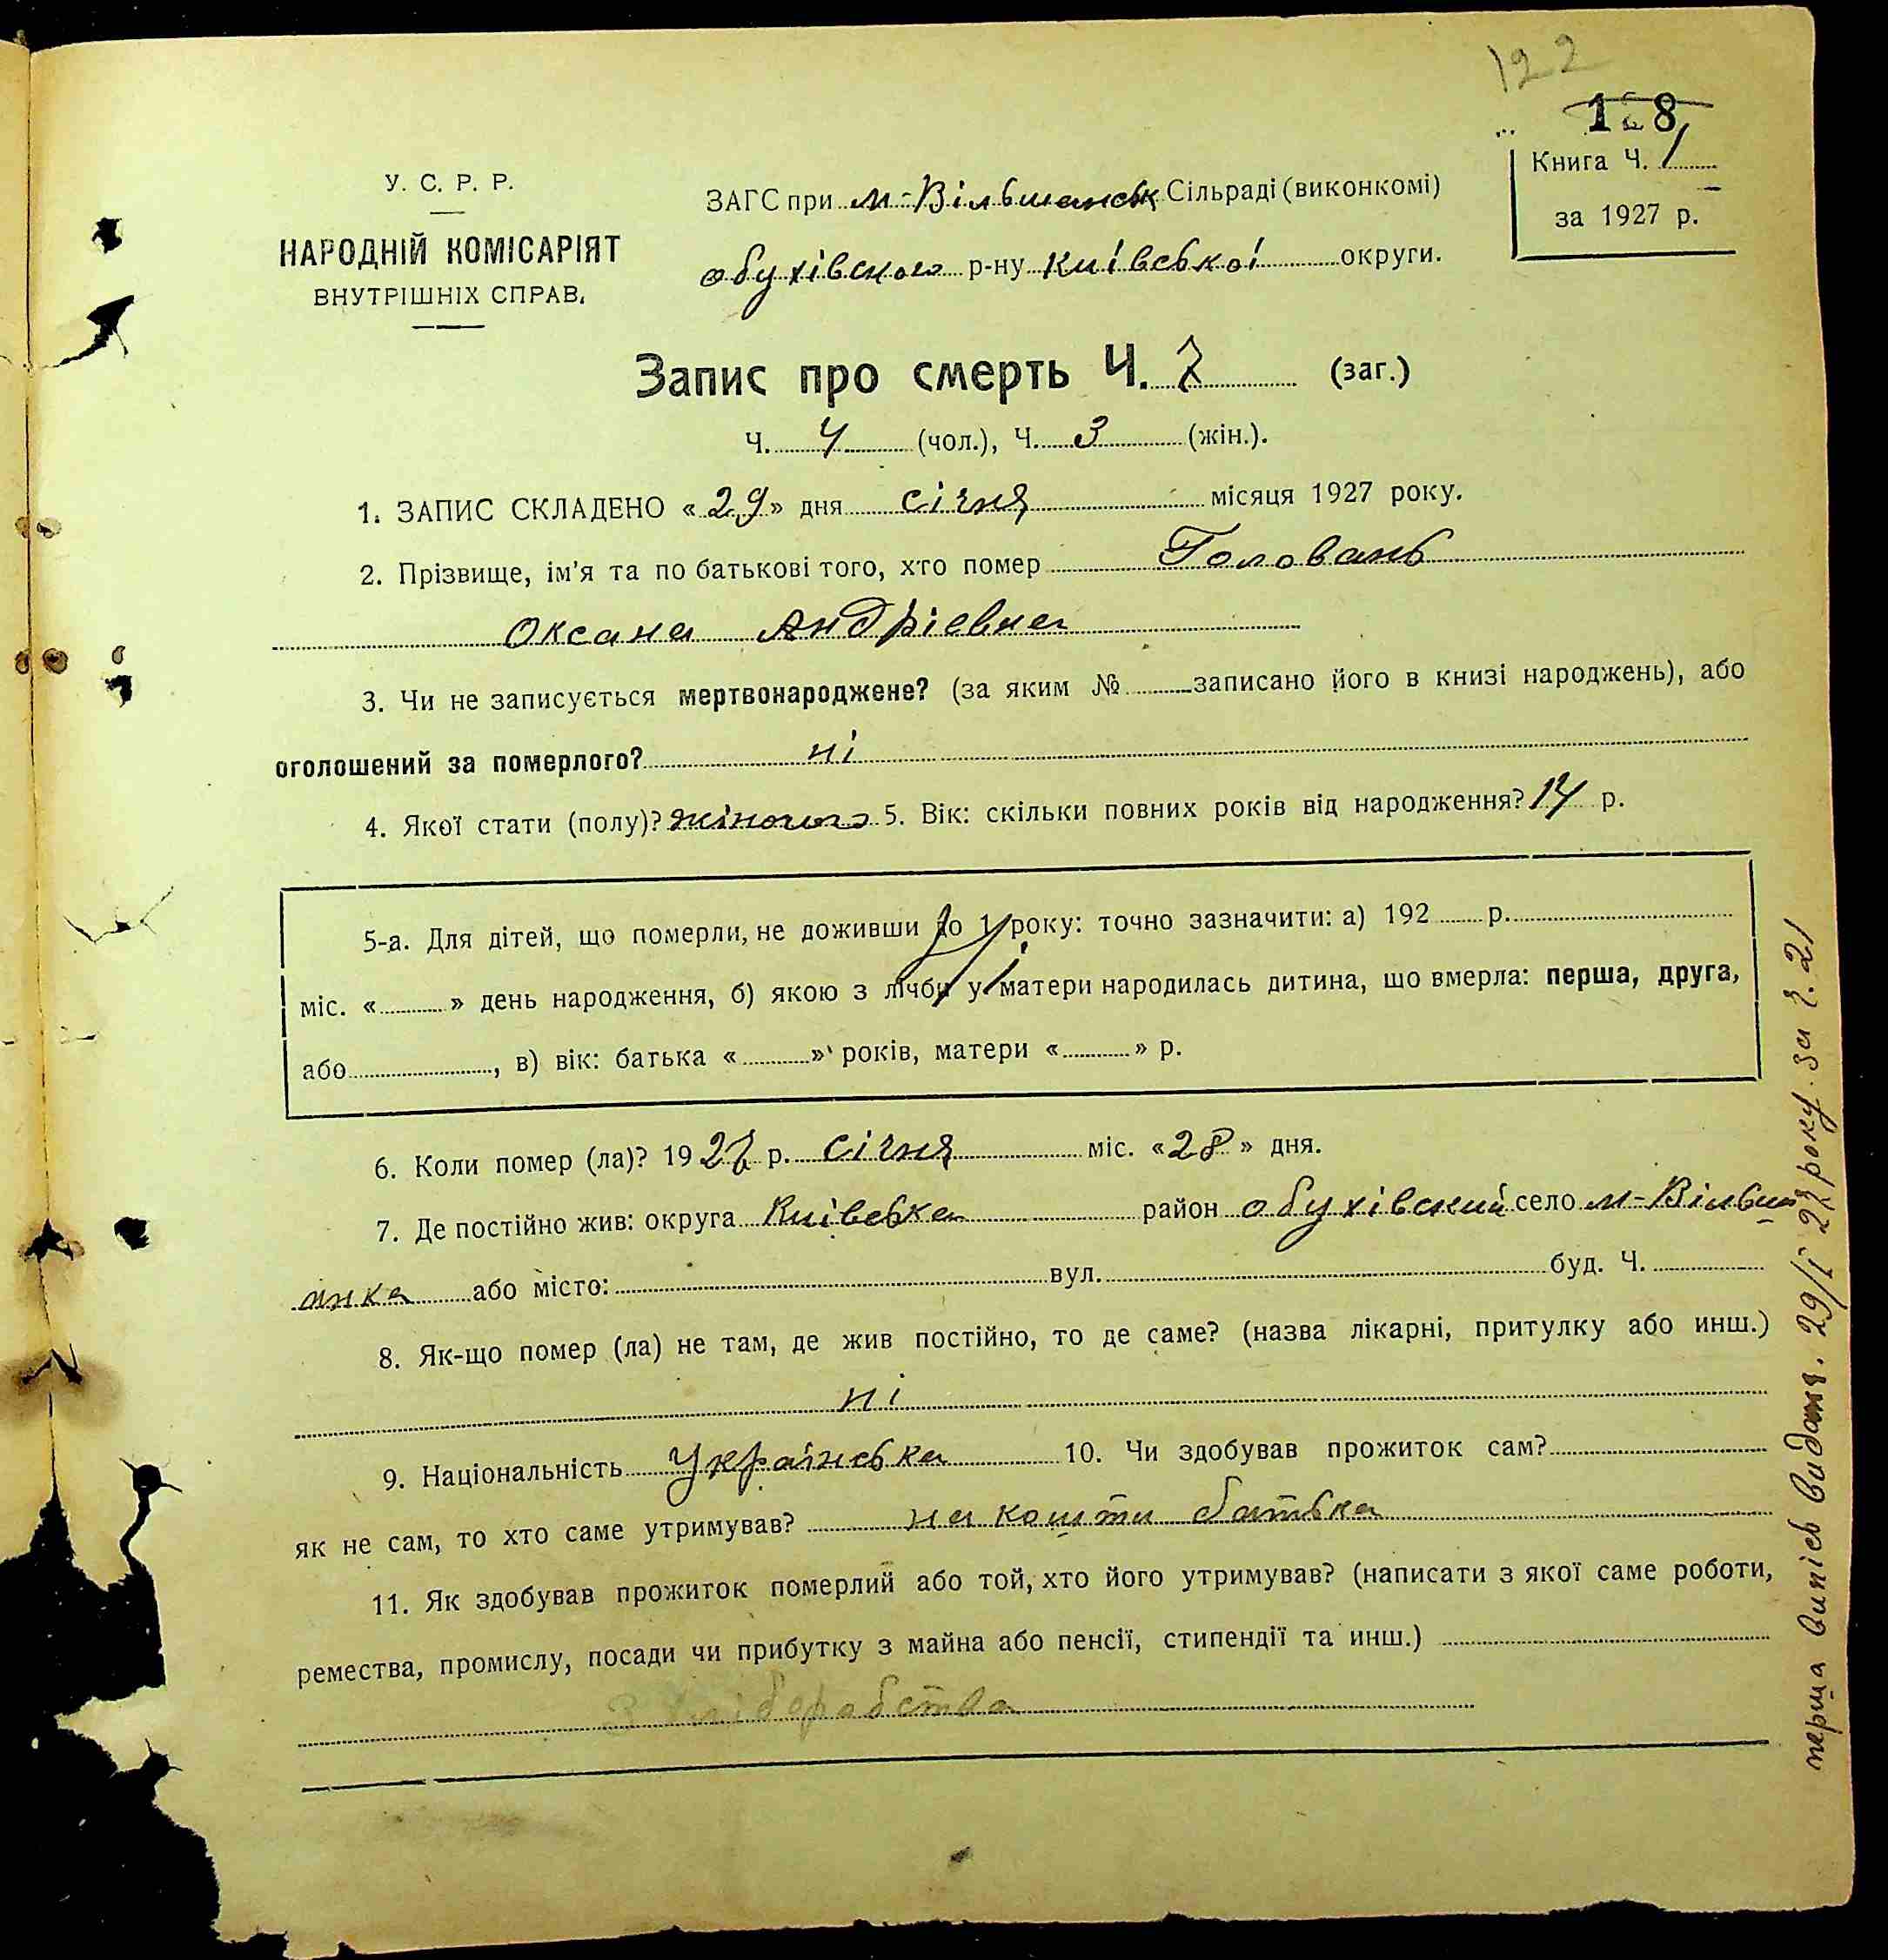 122
128
У. С. Р. Р.
НАРОДНІЙ КОМІСАРІЯТ
ВНУТРІШНІХ СПРАВ.
ЗАГС при м-Вільшанськ Сільраді (виконкомі)
обухівського р-ну Київської округи.
Книга Ч. 1
за 1927 р.
Запис про смерть Ч. 7 (заг.)
Ч. 4 (чол.), Ч. 3 (жін.).
1. ЗАПИС СКЛАДЕНО « 29 » дня січня місяця 1927 року.
2. Прізвище, ім'я та по батькові того, хто помер Головань
Оксана Андрієвна
3. Чи не записується мертвонароджене? (за яким № записано його в книзі народжень), або
оголошений за померлого? ні
4. Якої стати (полу)? жіночого 5. Вік: скільки повних років від народження? 14 р.
5-а. Для дітей, що померли, не доживши до 1 року: точно зазначити: а) 192 р.
міс. « » день народження, б) якою з лічби у матери народилась дитина, що вмерла: перша, друга,
або , в) вік: батька « » років, матери « » р.
6. Коли помер (ла)? 1927 р. січня міс. « 28 » дня.
7. Де постійно жив: округа Київська район обухівский село м-Вільш
анка або місто: вул. буд. Ч.
8. Як-що помер (ла) не там, де жив постійно, то де саме? (назва лікарні, притулку або инш.)
ні
9. Національність Українська 10. Чи здобував прожиток сам?
як не сам, то хто саме утримував? на кошти батька
11. Як здобував прожиток померлий або той, хто його утримував? (написати з якої саме роботи,
ремества, промислу, посади чи прибутку з майна або пенсії, стипендії та инш.)
З хліборобства
перша випісь видана. 29/I 27 року за ч. 21